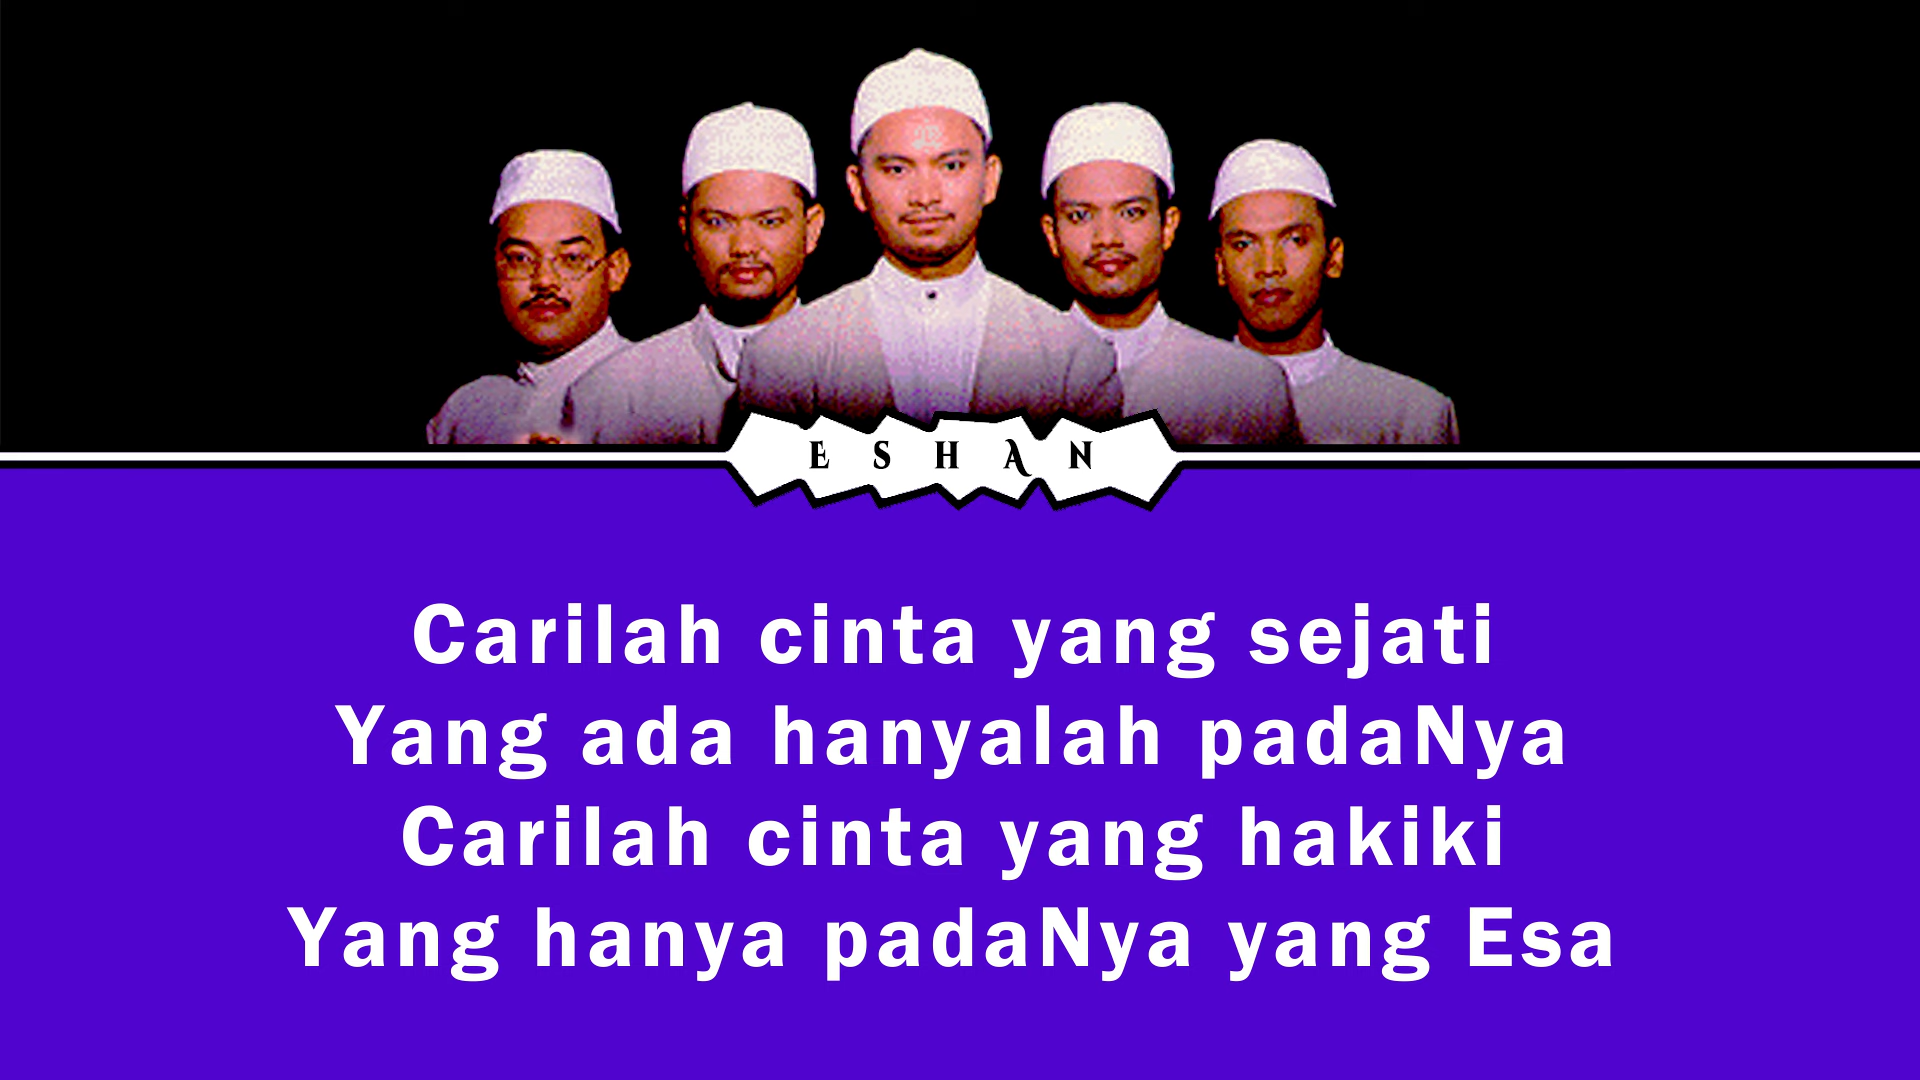 ESHAN
Carilah cinta yang sejati
Yang ada hanyalah padaNya
Carilah cinta yang hakiki
Yang hanya padaNya yang Esa